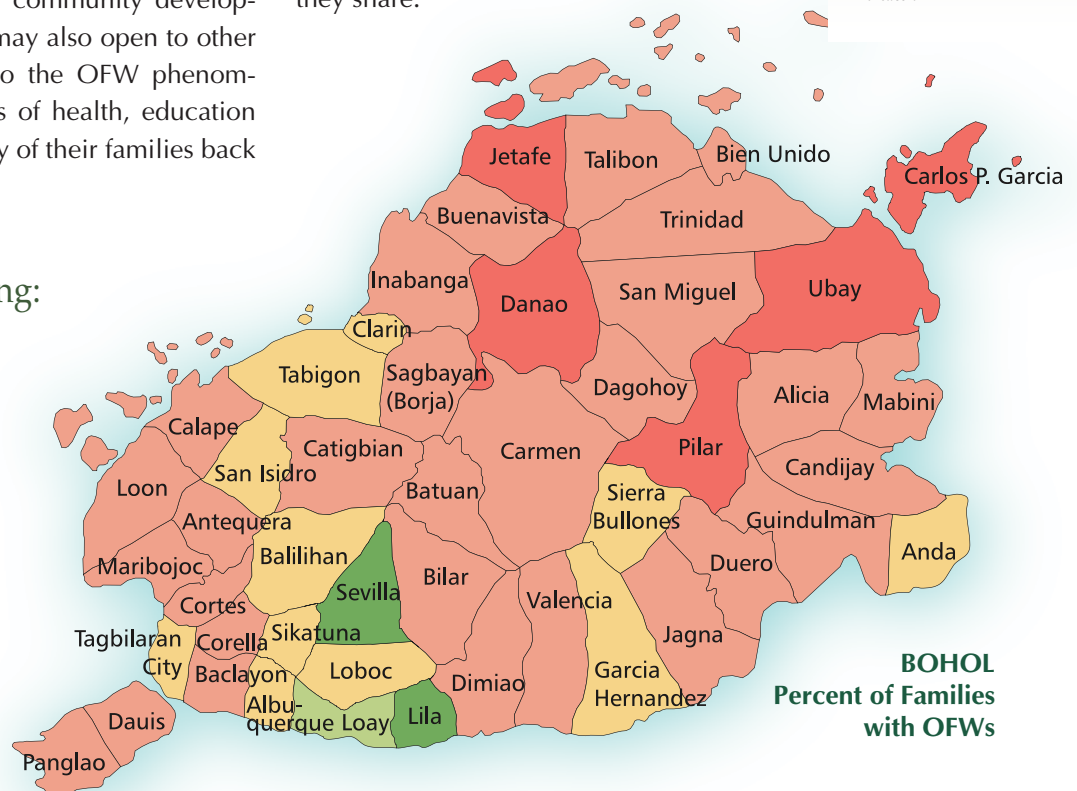 community develop-
may also open to other
o the OFW phenom-
s of health, education
y of their families back
they share.
ng:
Jetafe
Talibon
Bien Unido
Carlos P. Garcia
Buenavista
Trinidad
Inabanga
Danao
San Miguel
Ubay
Clarin
Tabigon
Sagbayan
(Borja)
Dagohoy
Alicia
Mabini
Calape
Catigbian
Carmen
Pilar
San Isidro
Candijay
Loon
Batuan
Sierra
Bullones
Antequera
Guindulman
Balilihan
Anda
Maribojoc
Bilar
Duero
Sevilla
Cortes
Valencia
Tagbilaran
City
Corella
Sikatuna
Jagna
Baclayon
Loboc
Dimiao
Garcia
Hernandez
Albu-
querque
Loay
Lila
Dauis
Panglao
BOHOL
Percent of Families
with OFWs